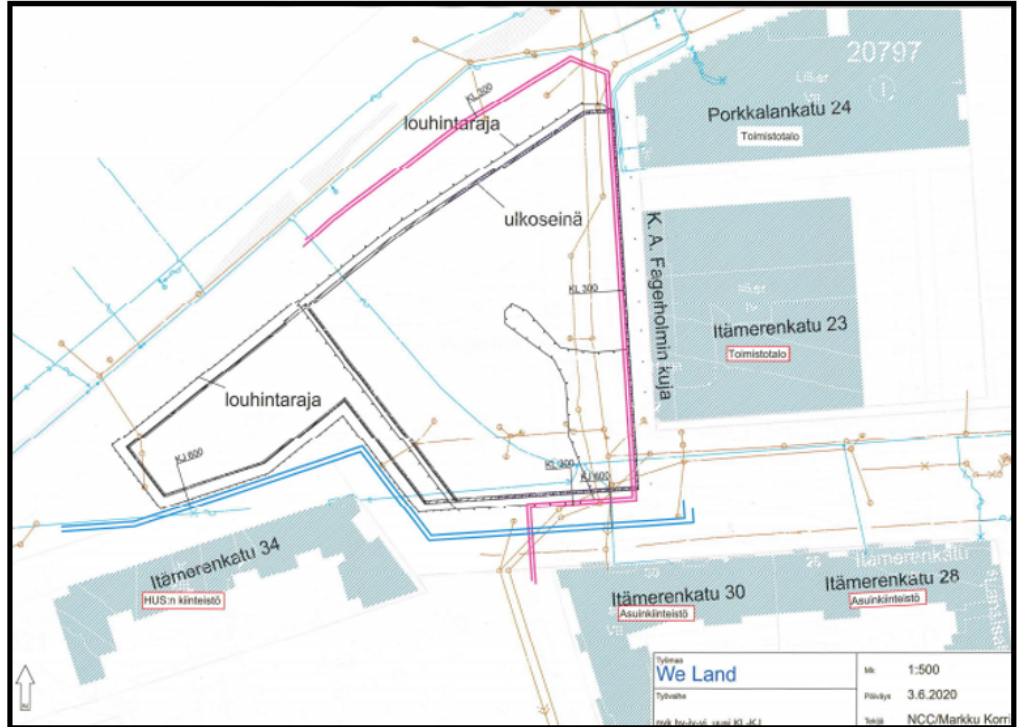 20797
Porkkalankatu 24
Toimistotalo
KL 300
louhintaraja
ulkoseinä
K. A. Fagerholmin kuja
KL 300
Itämerenkatu 23
Toimistotalo
louhintaraja
KJ 600
KL 300
KJ 600
Itämerenkatu 34
HUS:n kiinteistö
Itämerenkatu
Itämerenkatu 30
Asuinkiinteistö
Itämerenkatu 28
Asuinkiinteistö
Työmaa
We Land
Mk 1:500
Työvaihe
Päiväys 3.6.2020
Tekijä NCC/Markku
N